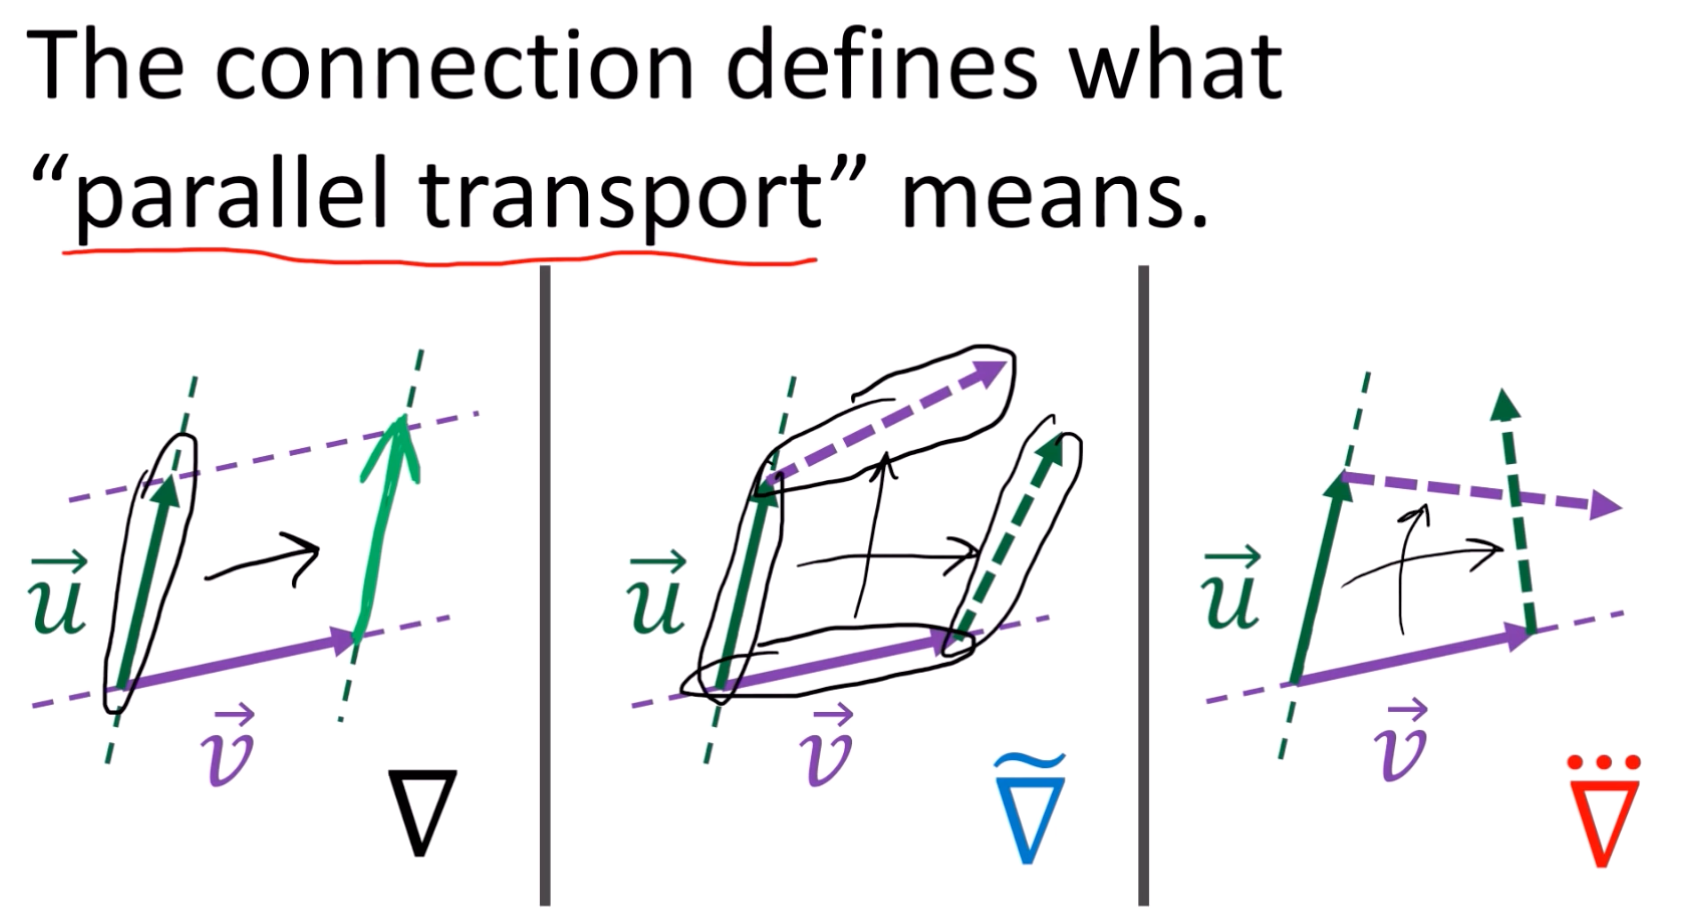 The connection defines what
“parallel transport” means.
$\vec{u}$ $\vec{v}$ $\nabla$
$\vec{u}$ $\vec{v}$ $\widetilde{\nabla}$
$\vec{u}$ $\vec{v}$ $\dddot{\nabla}$